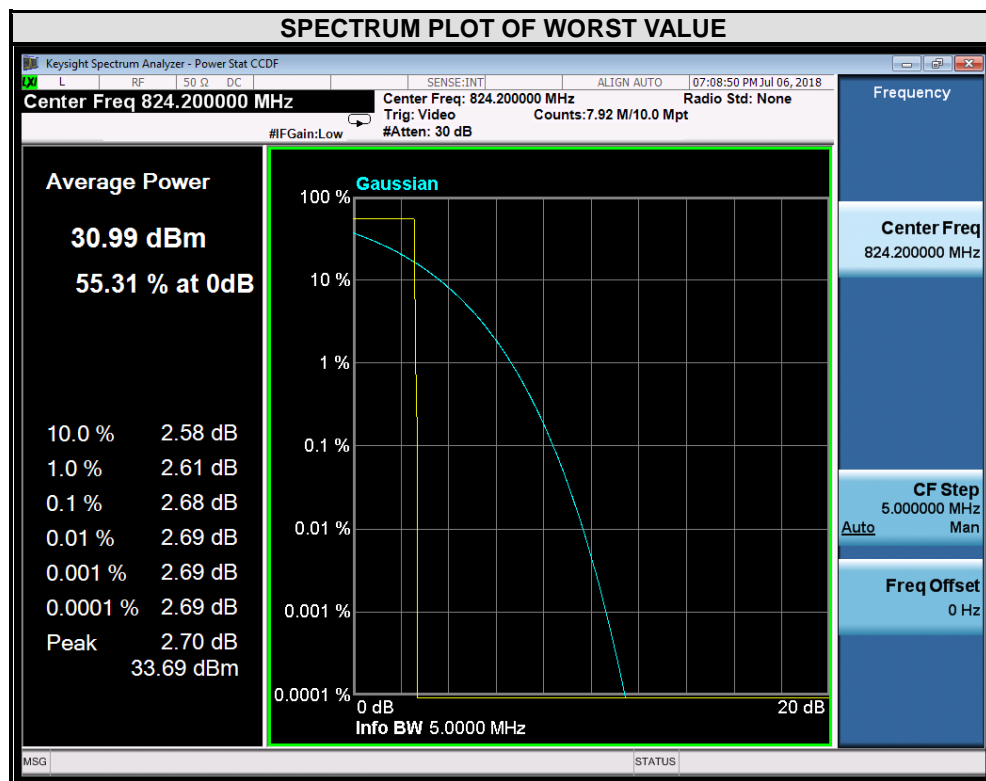 SPECTRUM PLOT OF WORST VALUE
Keysight Spectrum Analyzer - Power Stat CCDF
LXI L RF 50 Ω DC SENSE:INT ALIGN AUTO 07:08:50 PM Jul 06, 2018
Center Freq 824.200000 MHz
Center Freq: 824.200000 MHz Radio Std: None
Trig: Video Counts:7.92 M/10.0 Mpt
#IFGain:Low #Atten: 30 dB
Frequency
Average Power
30.99 dBm
55.31 % at 0dB
10.0 % 2.58 dB
1.0 % 2.61 dB
0.1 % 2.68 dB
0.01 % 2.69 dB
0.001 % 2.69 dB
0.0001 % 2.69 dB
Peak 2.70 dB
33.69 dBm
Gaussian
100 %
10 %
1 %
0.1 %
0.01 %
0.001 %
0.0001 %
0 dB 20 dB
Info BW 5.0000 MHz
Center Freq
824.200000 MHz
CF Step
5.000000 MHz
Auto Man
Freq Offset
0 Hz
MSG STATUS